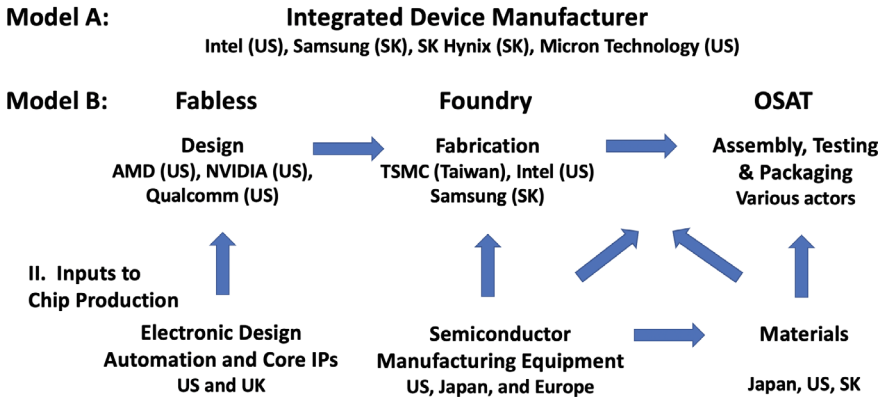 Model A: Integrated Device Manufacturer
Intel (US), Samsung (SK), SK Hynix (SK), Micron Technology (US)
Model B: Fabless Foundry OSAT
Design
AMD (US), NVIDIA (US),
Qualcomm (US)
Fabrication
TSMC (Taiwan), Intel (US)
Samsung (SK)
Assembly, Testing
& Packaging
Various actors
II. Inputs to
Chip Production
Electronic Design
Automation and Core IPs
US and UK
Semiconductor
Manufacturing Equipment
US, Japan, and Europe
Materials
Japan, US, SK